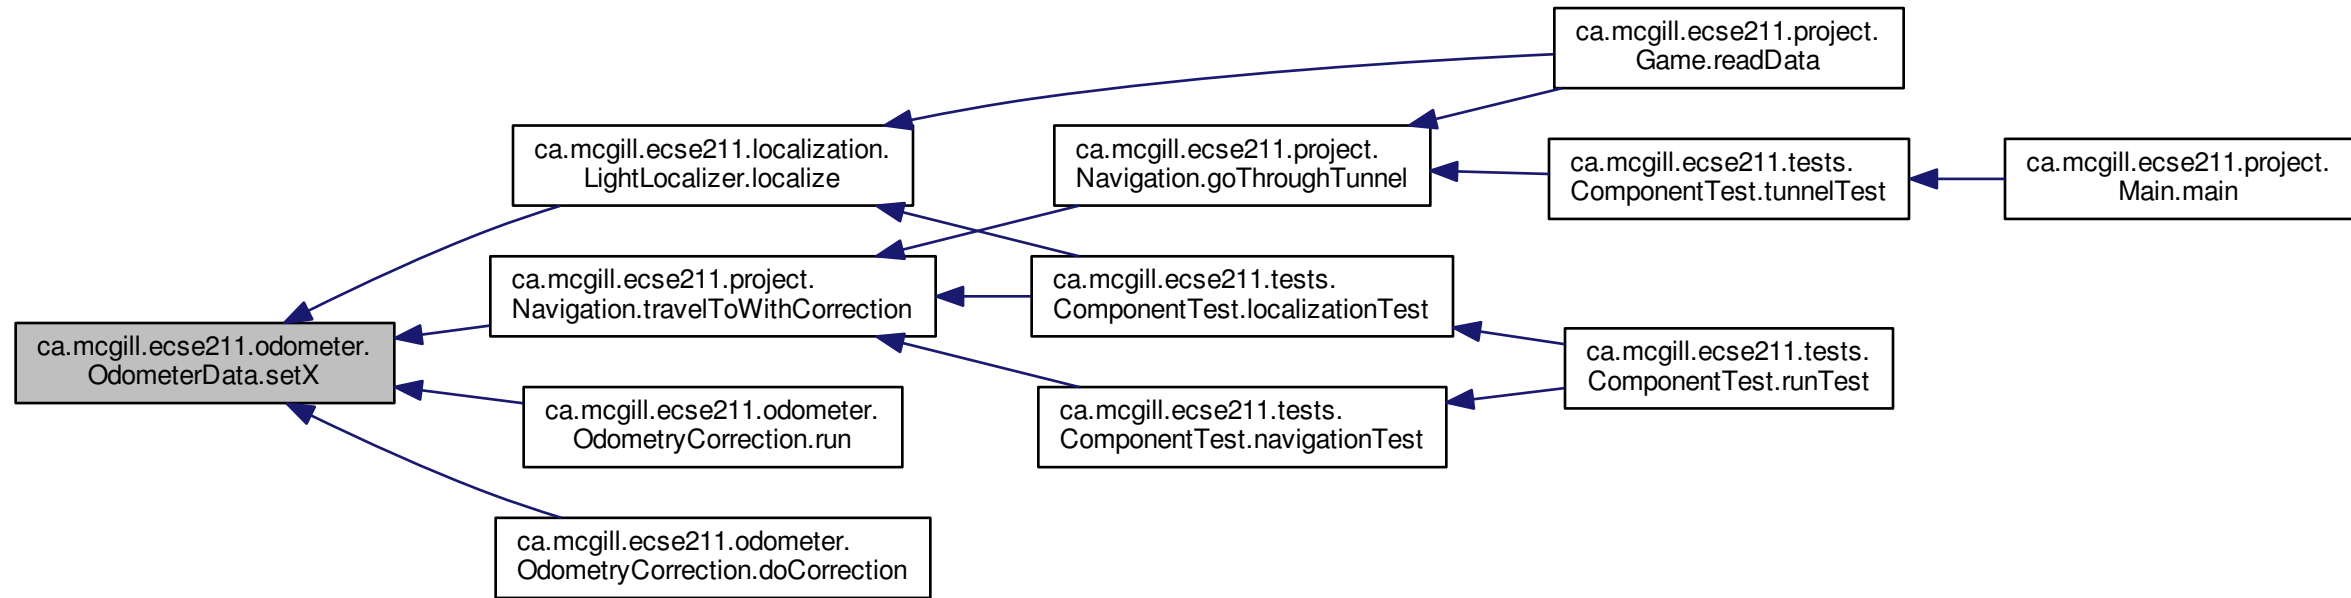 ca.mcgill.ecse211.project.
Game.readData
ca.mcgill.ecse211.localization.
LightLocalizer.localize
ca.mcgill.ecse211.project.
Navigation.goThroughTunnel
ca.mcgill.ecse211.tests.
ComponentTest.tunnelTest
ca.mcgill.ecse211.project.
Main.main
ca.mcgill.ecse211.project.
Navigation.travelToWithCorrection
ca.mcgill.ecse211.tests.
ComponentTest.localizationTest
ca.mcgill.ecse211.odometer.
OdometerData.setX
ca.mcgill.ecse211.tests.
ComponentTest.runTest
ca.mcgill.ecse211.odometer.
OdometryCorrection.run
ca.mcgill.ecse211.tests.
ComponentTest.navigationTest
ca.mcgill.ecse211.odometer.
OdometryCorrection.doCorrection